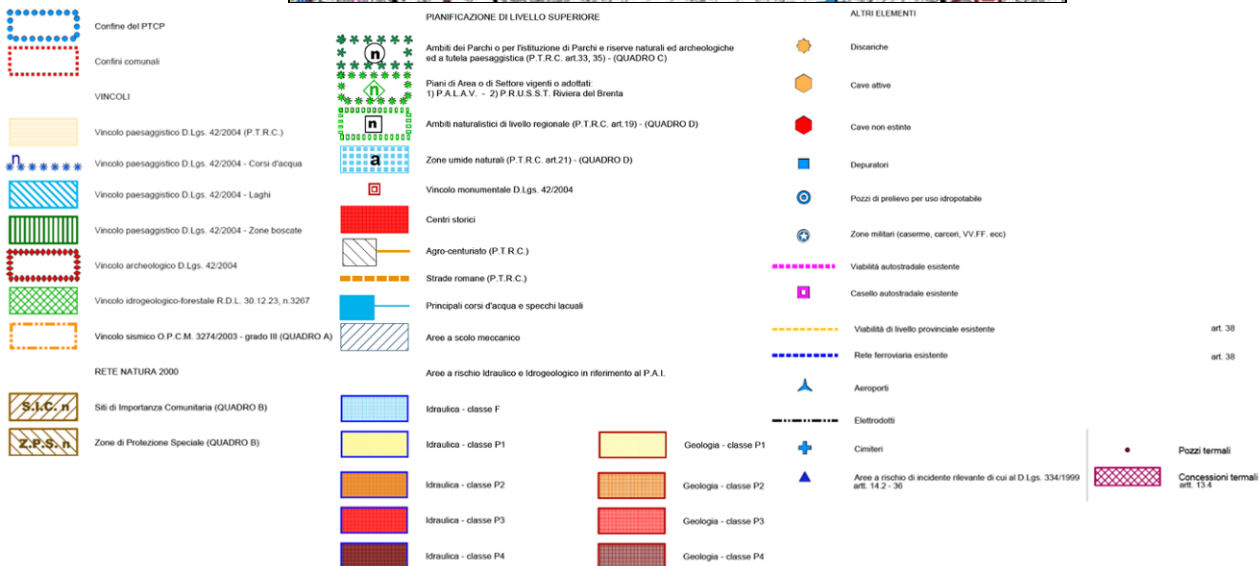 Confine del PTCP
Confini comunali
VINCOLI
Vincolo paesaggistico D.Lgs. 42/2004 (P.T.R.C.)
n
Vincolo paesaggistico D.Lgs. 42/2004 - Corsi d'acqua
Vincolo paesaggistico D.Lgs. 42/2004 - Laghi
Vincolo paesaggistico D.Lgs. 42/2004 - Zone boscate
Vincolo archeologico D.Lgs. 42/2004
Vincolo idrogeologico-forestale R.D.L. 30.12.23, n.3267
Vincolo sismico O.P.C.M. 3274/2003 - grado III (QUADRO A)
RETE NATURA 2000
S.I.C. n
Siti di Importanza Comunitaria (QUADRO B)
Z.P.S. n
Zone di Protezione Speciale (QUADRO B)
PIANIFICAZIONE DI LIVELLO SUPERIORE
n
Ambiti dei Parchi o per l'istituzione di Parchi e riserve naturali ed archeologiche
ed a tutela paesaggistica (P.T.R.C. art.33, 35) - (QUADRO C)
n
Piani di Area o di Settore vigenti o adottati:
1) P.A.L.A.V. - 2) P.R.U.S.S.T. Riviera del Brenta
n
Ambiti naturalistici di livello regionale (P.T.R.C. art.19) - (QUADRO D)
a
Zone umide naturali (P.T.R.C. art.21) - (QUADRO D)
Vincolo monumentale D.Lgs. 42/2004
Centri storici
Agro-centuriato (P.T.R.C.)
Strade romane (P.T.R.C.)
Principali corsi d'acqua e specchi lacuali
Aree a scolo meccanico
Aree a rischio Idraulico e Idrogeologico in riferimento al P.A.I.
Idraulica - classe F
Idraulica - classe P1
Idraulica - classe P2
Idraulica - classe P3
Idraulica - classe P4
Geologia - classe P1
Geologia - classe P2
Geologia - classe P3
Geologia - classe P4
ALTRI ELEMENTI
Discariche
Cave attive
Cave non estinte
Depuratori
Pozzi di prelievo per uso idropotabile
Zone militari (caserme, carceri, VV.FF. ecc)
Viabilità autostradale esistente
Casello autostradale esistente
Viabilità di livello provinciale esistente art. 38
Rete ferroviaria esistente art. 38
Aeroporti
Elettrodotti
Cimiteri
Aree a rischio di incidente rilevante di cui al D.Lgs. 334/1999
artt. 14.2 - 36
Pozzi termali
Concessioni termali
artt. 13.4